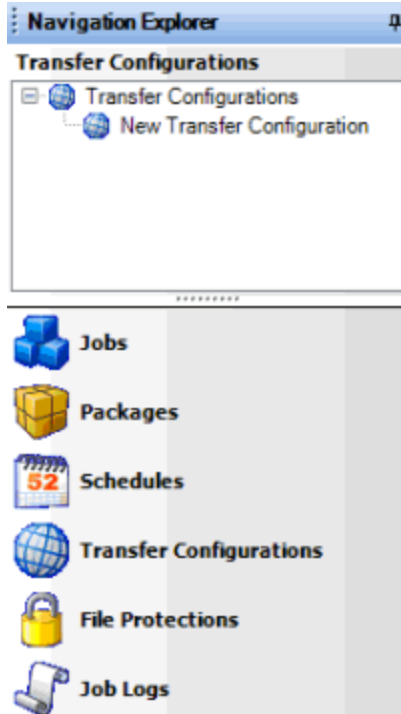 Navigation Explorer
Transfer Configurations
Transfer Configurations
New Transfer Configuration
Jobs
Packages
52
Schedules
Transfer Configurations
File Protections
Job Logs